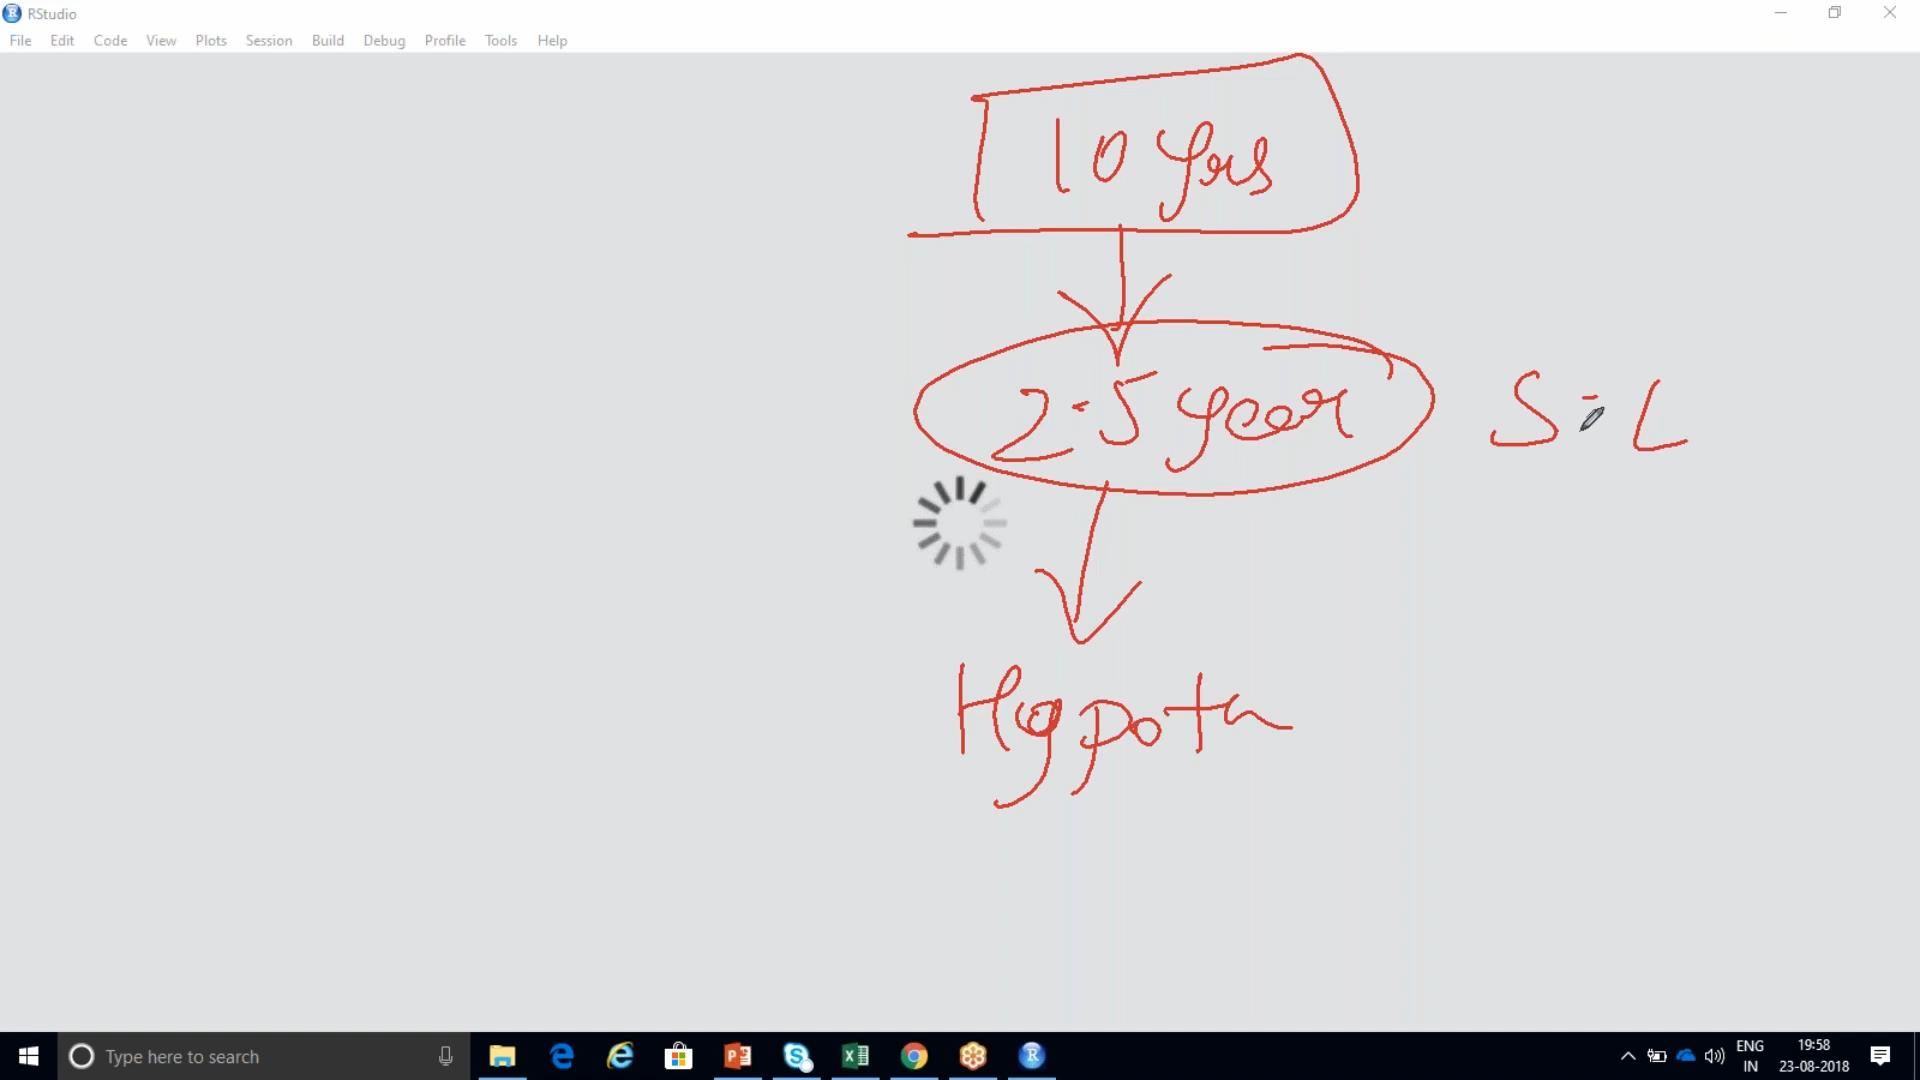 RStudio
File Edit Code View Plots Session Build Debug Profile Tools Help
10 yrs
2-5 year
S = L
Type here to search
ENG
IN
19:58
23-08-2018